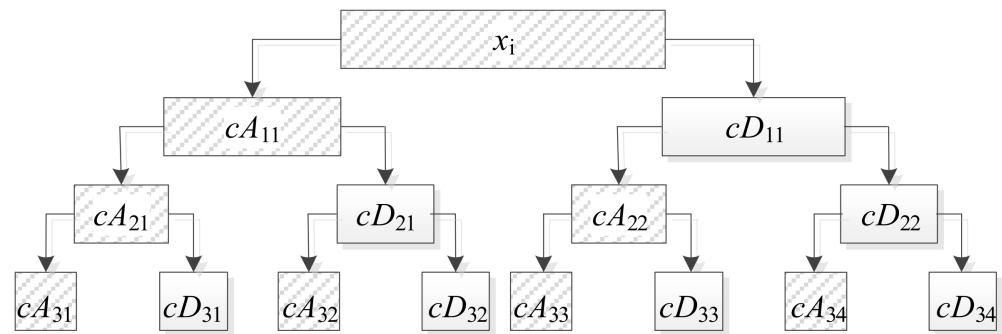 xᵢ
cA₁₁ cD₁₁
cA₂₁ cD₂₁ cA₂₂ cD₂₂
cA₃₁ cD₃₁ cA₃₂ cD₃₂ cA₃₃ cD₃₃ cA₃₄ cD₃₄